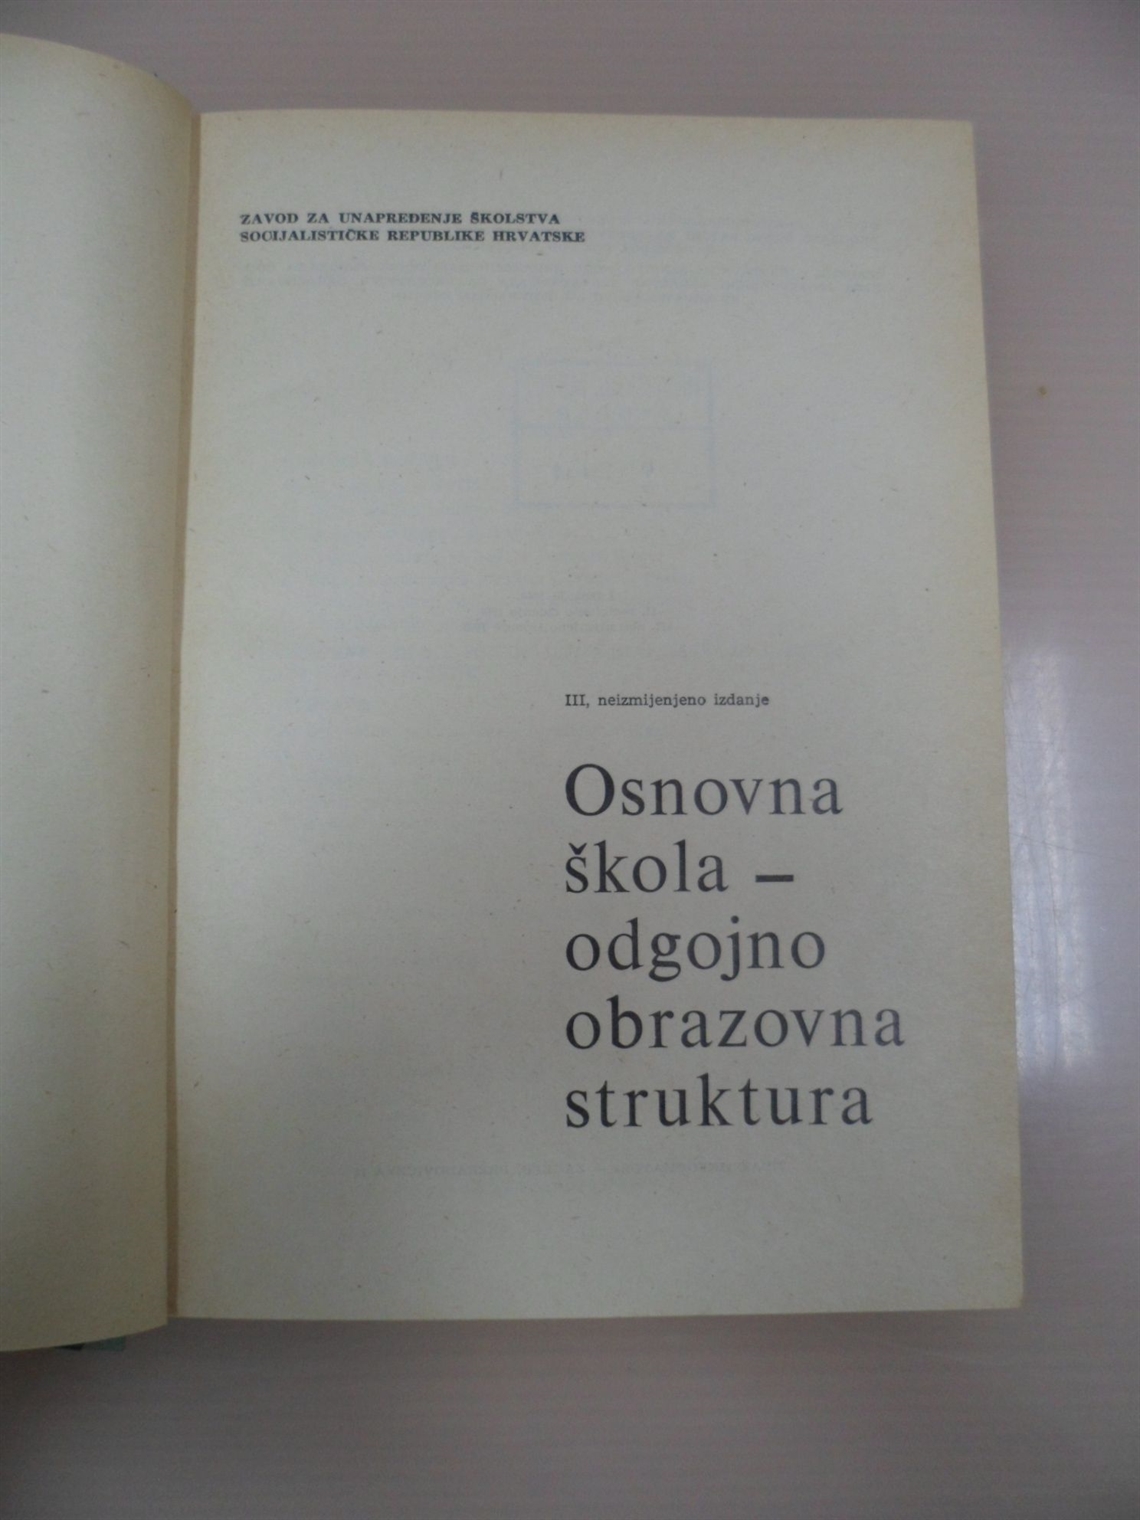 ZAVOD ZA UNAPREĐENJE ŠKOLSTVA
SOCIJALISTIČKE REPUBLIKE HRVATSKE
III, neizmijenjeno izdanje
Osnovna
škola –
odgojno
obrazovna
struktura